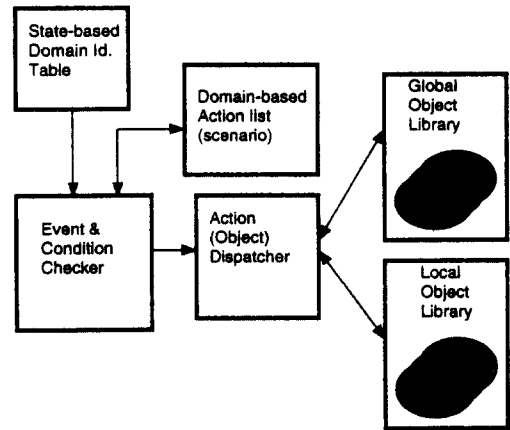 State-based
Domain Id.
Table
Domain-based
Action list
(scenario)
Global
Object
Library
Event &
Condition
Checker
Action
(Object)
Dispatcher
Local
Object
Library